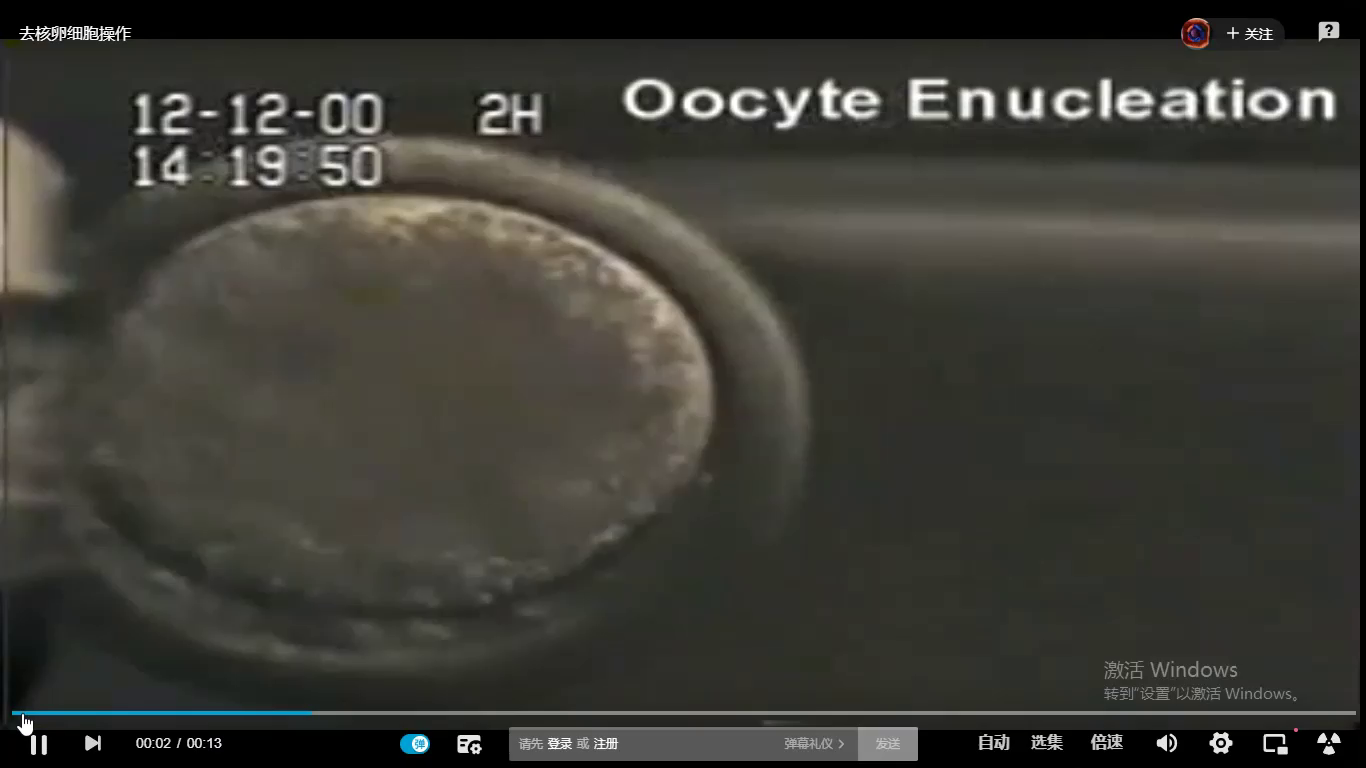 去核卵细胞操作
+ 关注
?
12-12-00 2H
14:19:50
Oocyte Enucleation
激活 Windows
转到"设置"以激活 Windows。
00:02 / 00:13
弹
请先 登录 或 注册
弹幕礼仪 >
发送
自动
选集
倍速